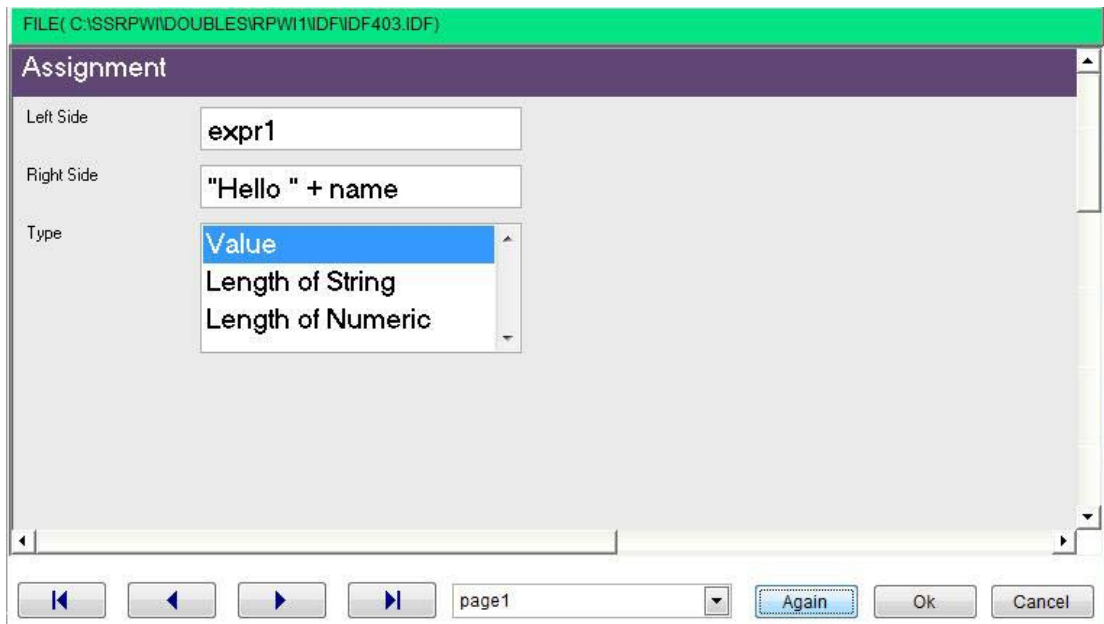 FILE( C:\SSRPWI\DOUBLES\RPWI1\IDF\IDF403.IDF)
Assignment
Left Side
expr1
Right Side
"Hello " + name
Type
Value
Length of String
Length of Numeric
page1
Again
Ok
Cancel